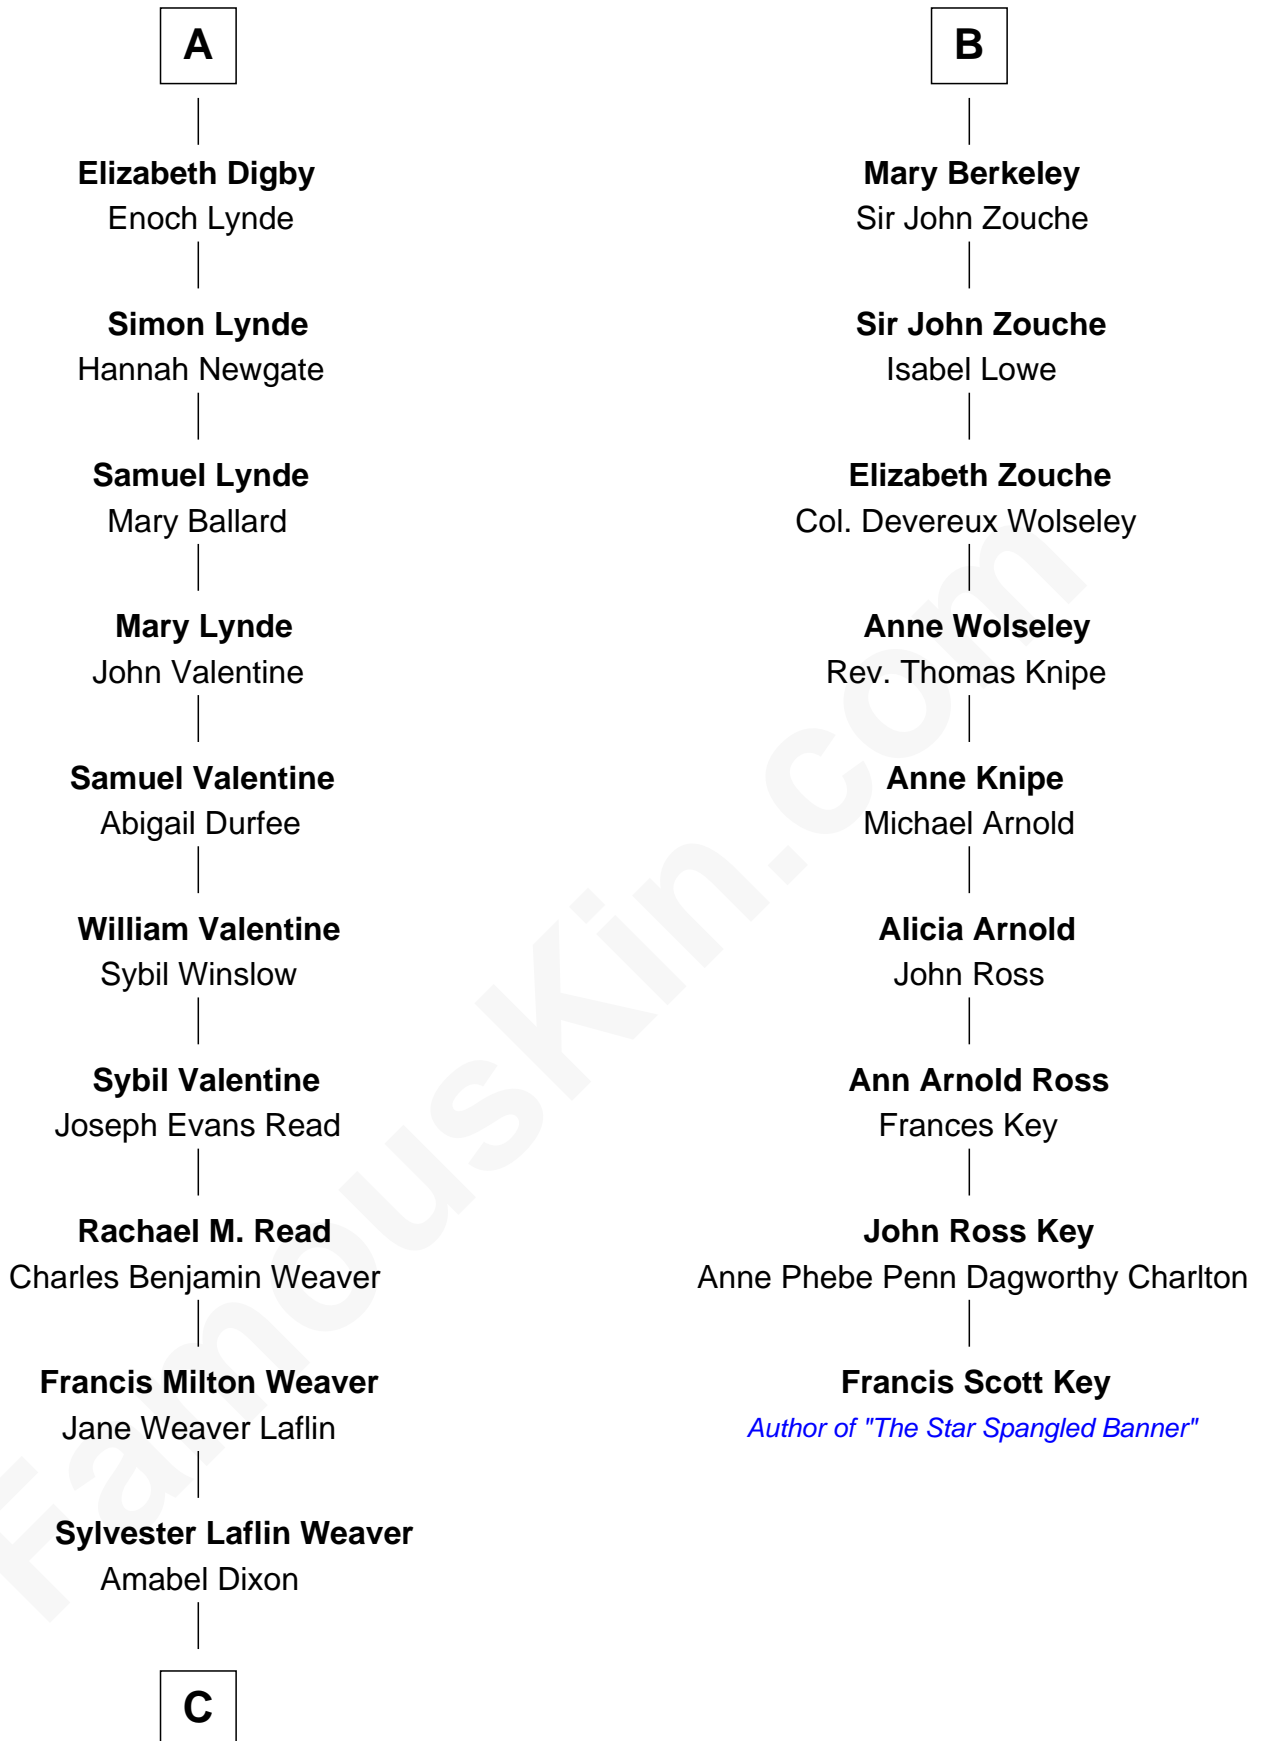 A
Elizabeth Digby
Enoch Lynde
Simon Lynde
Hannah Newgate
Samuel Lynde
Mary Ballard
Mary Lynde
John Valentine
Samuel Valentine
Abigail Durfee
William Valentine
Sybil Winslow
Sybil Valentine
Joseph Evans Read
Rachael M. Read
Charles Benjamin Weaver
Francis Milton Weaver
Jane Weaver Laflin
Sylvester Laflin Weaver
Amabel Dixon
C
B
Mary Berkeley
Sir John Zouche
Sir John Zouche
Isabel Lowe
Elizabeth Zouche
Col. Devereux Wolseley
Anne Wolseley
Rev. Thomas Knipe
Anne Knipe
Michael Arnold
Alicia Arnold
John Ross
Ann Arnold Ross
Frances Key
John Ross Key
Anne Phebe Penn Dagworthy Charlton
Francis Scott Key
Author of "The Star Spangled Banner"
FamousKin.com